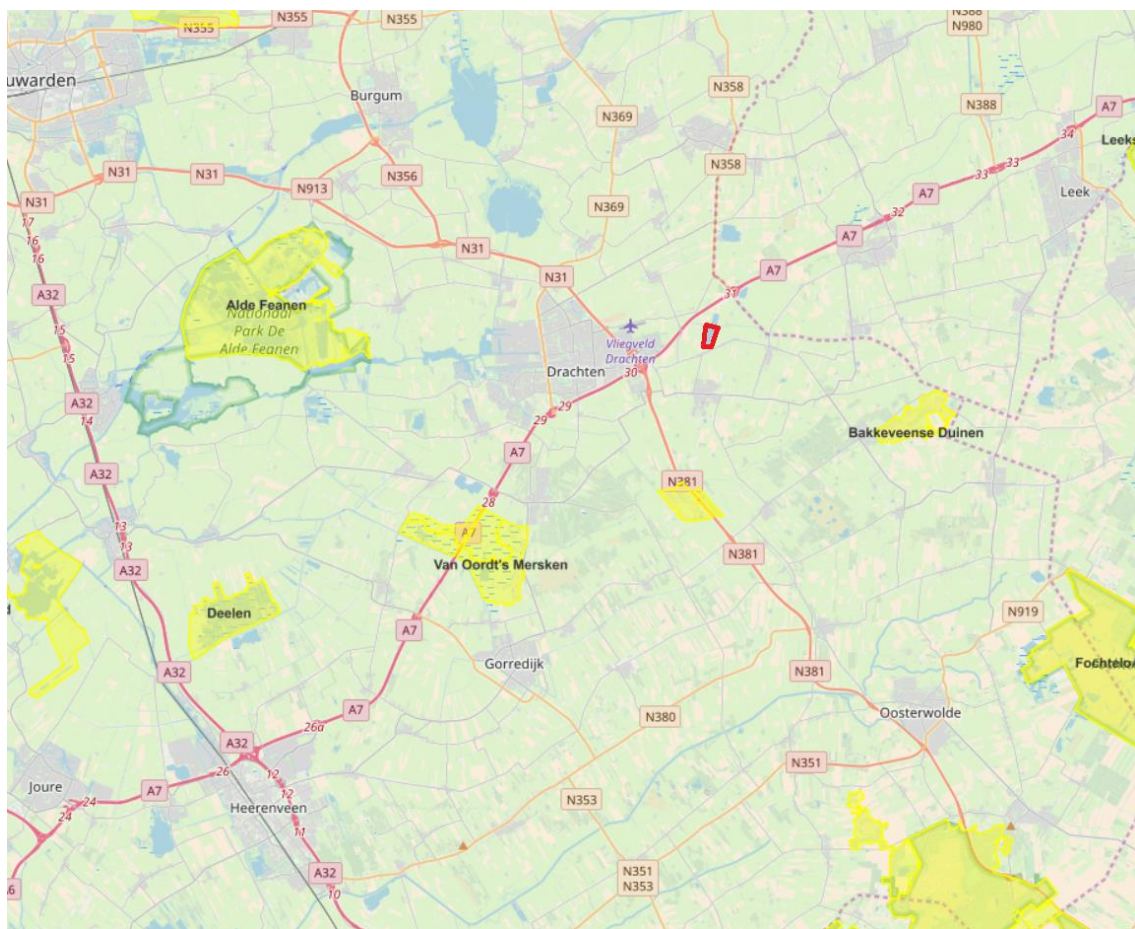 N355
N355
N388
N980
uwarden
Burgum
N358
N369
N388
A7
34
N358
33
33
Leeks
N31
N31
N913
N356
N31
Leek
17
N369
32
A7
16
16
N31
A7
N31
A7
A32
31
Alde Feanen
Nationaal
Park De
Alde Feanen
15
15
Vliegveld
Drachten
Drachten
30
A32
14
29
29
Bakkeveense Duinen
A7
A32
N381
28
13
13
A7
N381
Van Oordt's Mersken
A32
d
Deelen
N919
A7
Gorredijk
Fochtelo
A32
N381
A7
26a
N380
Oosterwolde
A32
26
12
N351
Joure
A7
24
24
12
Heerenveen
N353
11
A32
10
N351
N353
A6